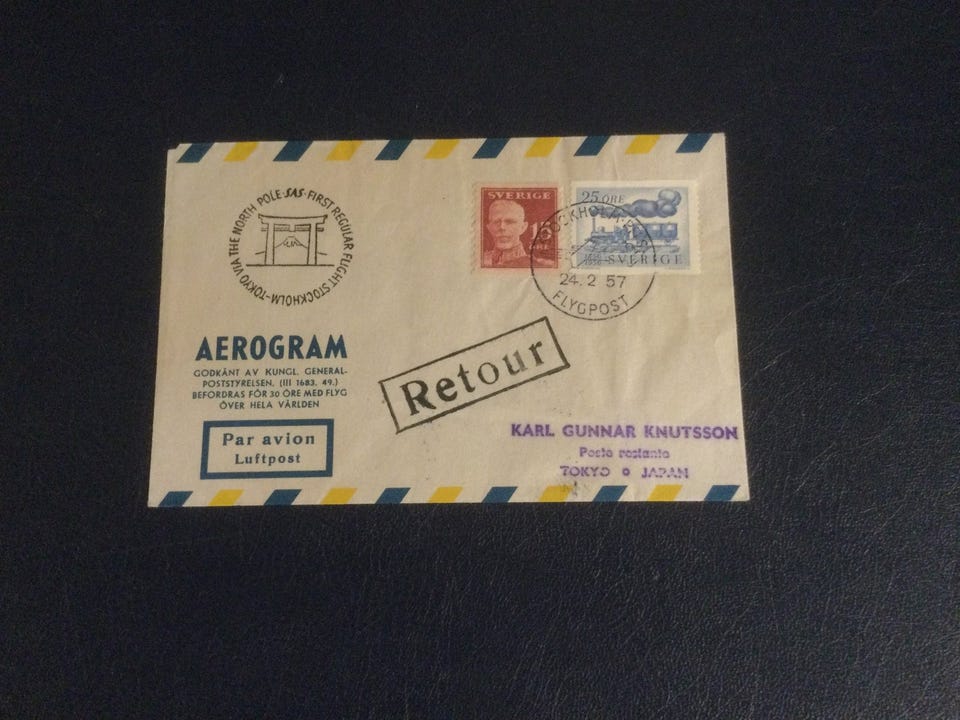 TOKYO VIA THE NORTH POLE·SAS·FIRST REGULAR FLIGHT STOCKHOLM-
SVERIGE
15
25 ÖRE
SVERIGE
STOCKHOLM
24.2 57
FLYGPOST
AEROGRAM
GODKÄNT AV KUNGL. GENERAL-
POSTSTYRELSEN. (III 1683. 49.)
BEFORDRAS FÖR 30 ÖRE MED FLYG
ÖVER HELA VÄRLDEN
Par avion
Luftpost
Retour
KARL GUNNAR KNUTSSON
Poste restante
TOKYO o JAPAN